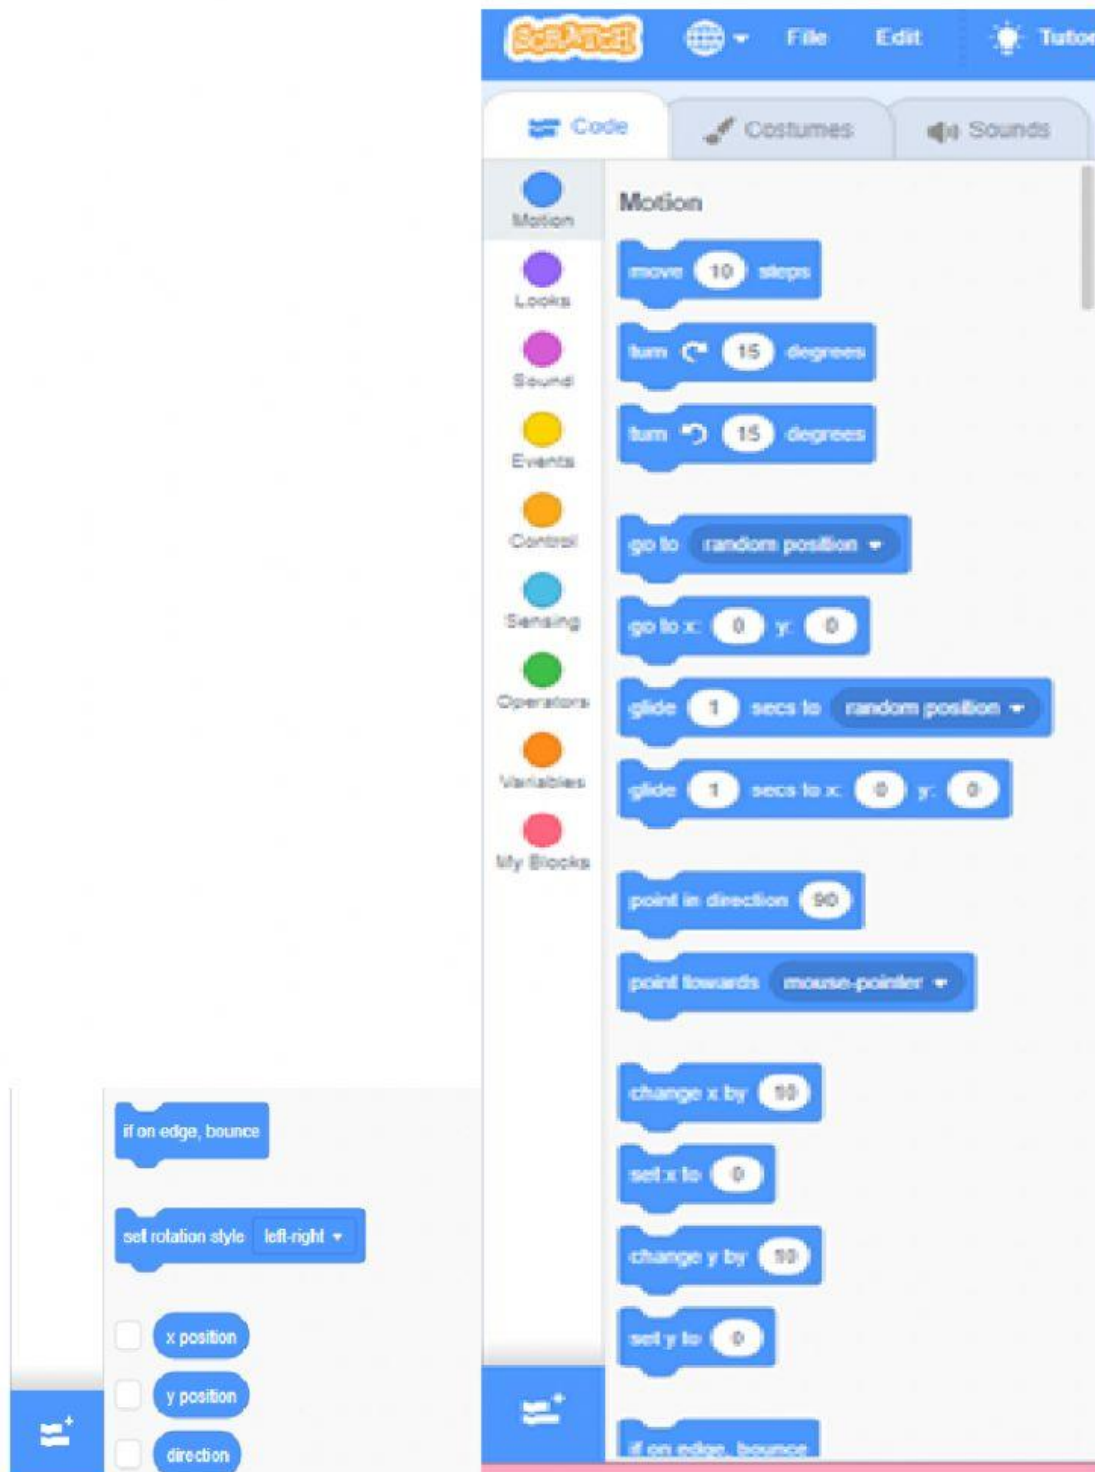 SCRATCH File Edit Tutor
Code Costumes Sounds
Motion
Looks
Sound
Events
Control
Sensing
Operators
Variables
My Blocks
Motion
move 10 steps
turn 15 degrees
turn 15 degrees
go to random position
go to x: 0 y: 0
glide 1 secs to random position
glide 1 secs to x: 0 y: 0
point in direction 90
point towards mouse-pointer
change x by 10
set x to 0
change y by 10
set y to 0
if on edge, bounce
if on edge, bounce
set rotation style left-right
x position
y position
direction